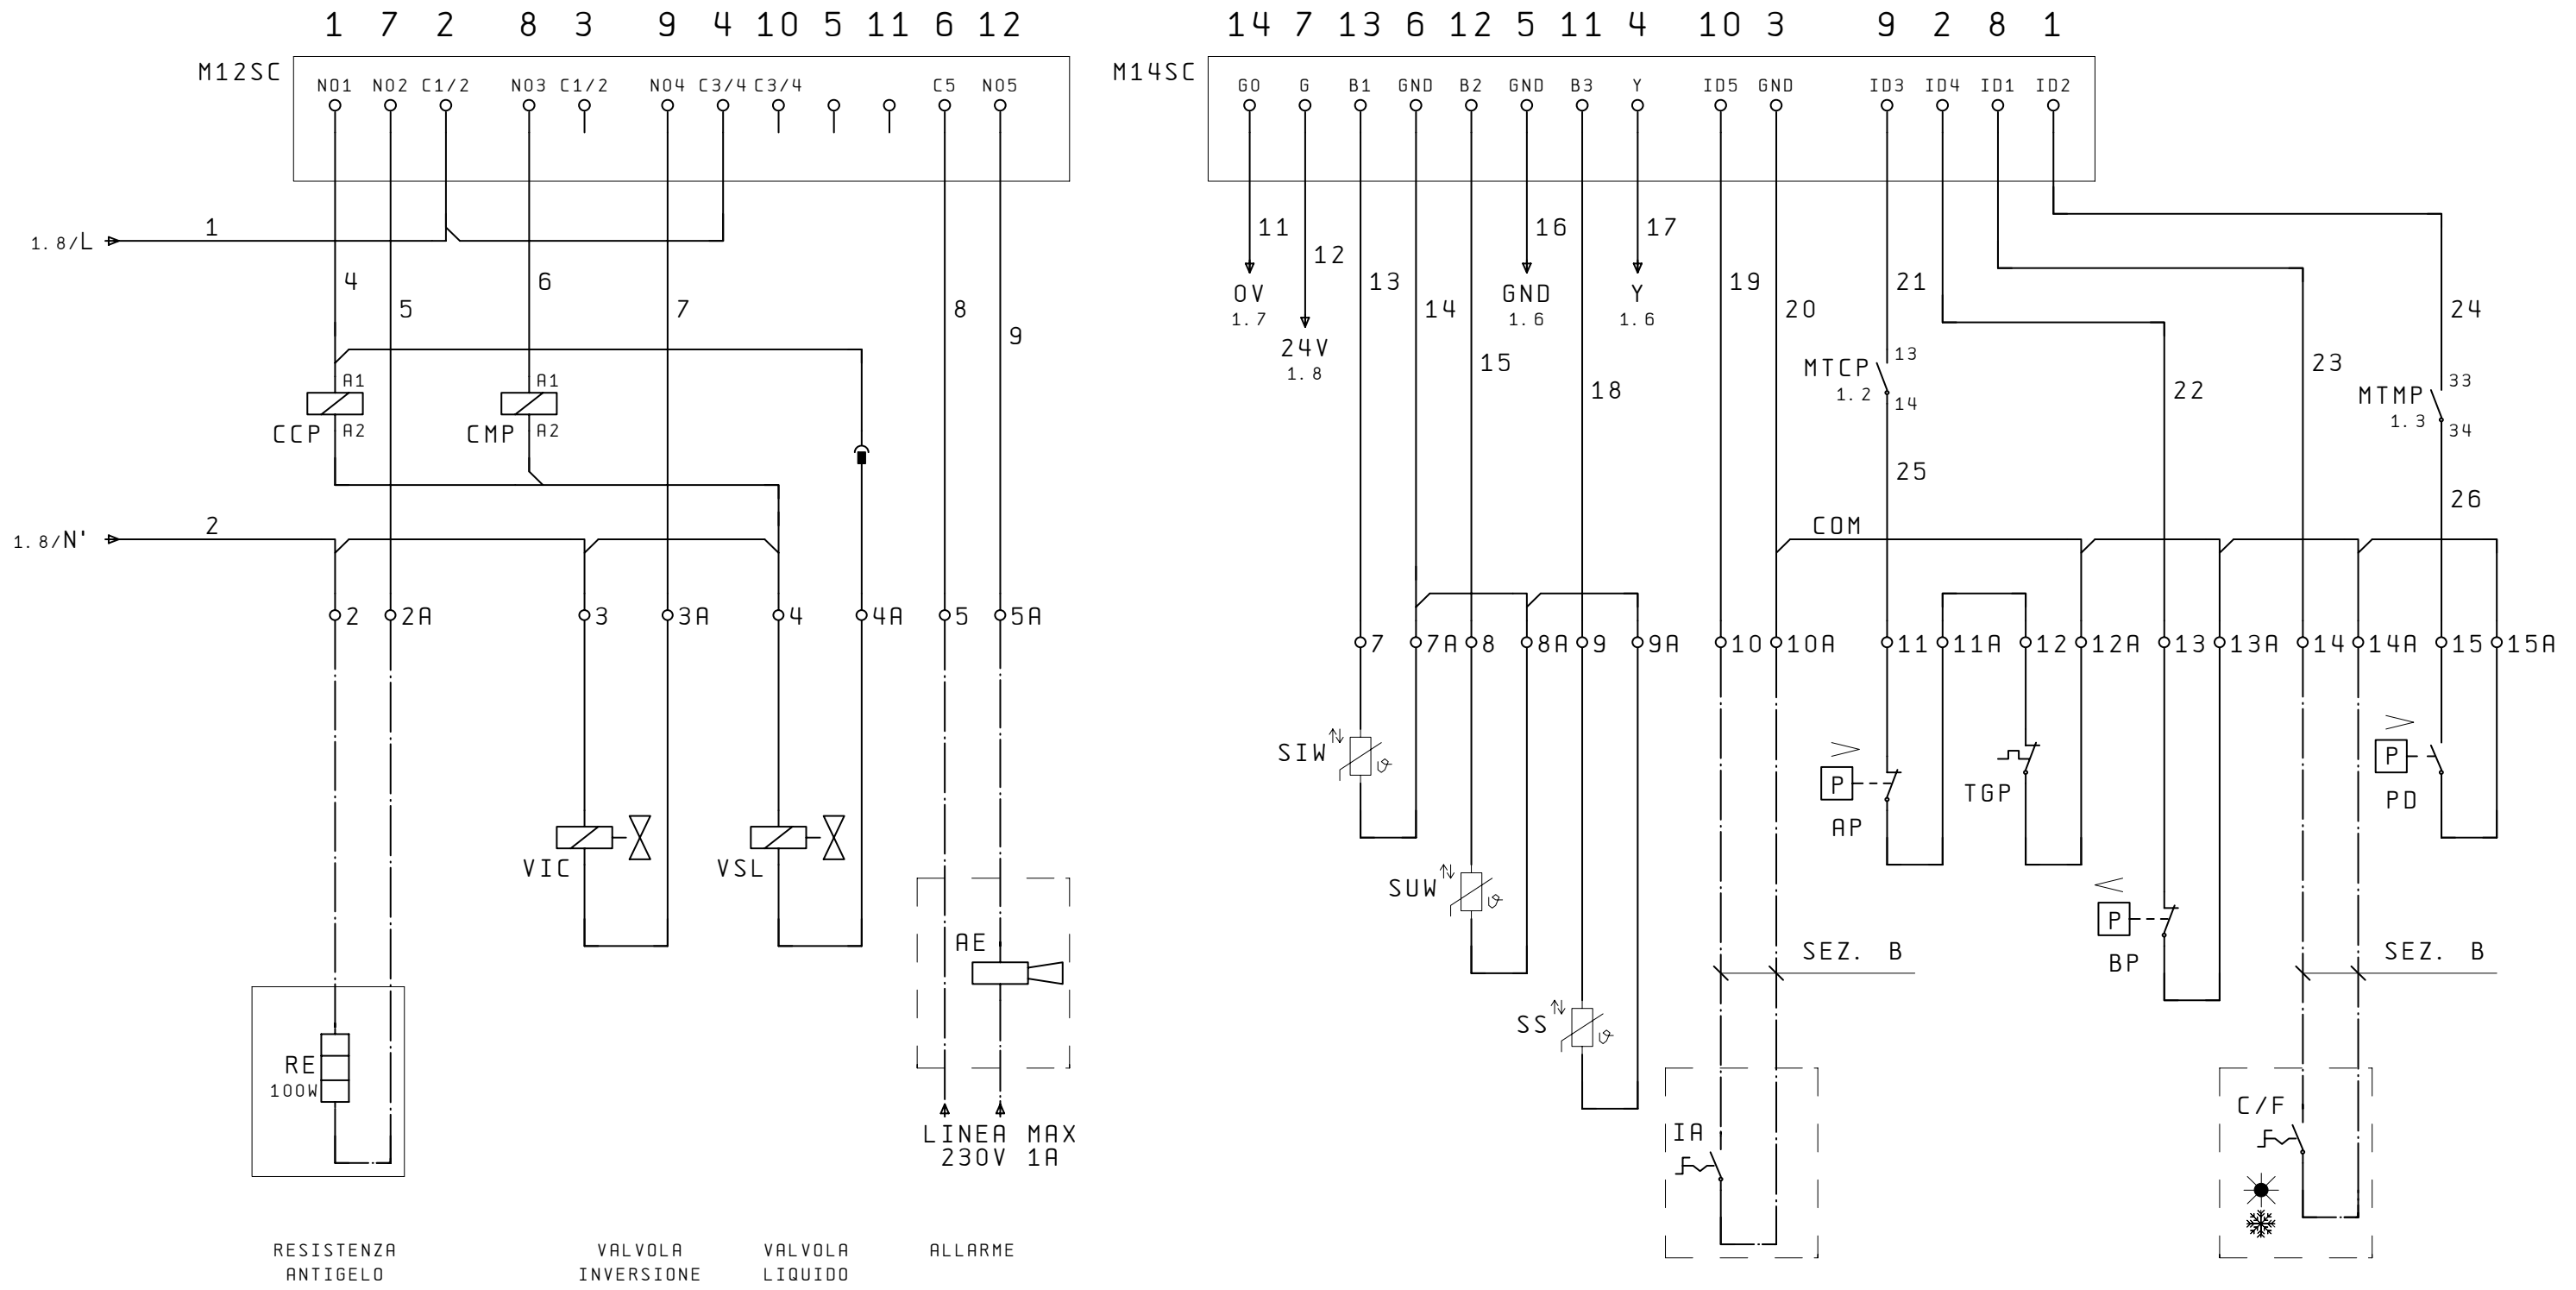 1 7 2 8 3 9 4 10 5 11 6 12
14 7 13 6 12 5 11 4 10 3 9 2 8 1
M12SC
NO1 NO2 C1/2 NO3 C1/2 NO4 C3/4 C3/4 C5 NO5
M14SC
G0 G B1 GND B2 GND B3 Y ID5 GND ID3 ID4 ID1 ID2
1.8/L
1
4
5
6
7
8
9
11
12
13
14
15
16
17
18
19
20
21
22
23
24
0V
1.7
24V
1.8
GND
1.6
Y
1.6
MTCP
1.2
13
14
25
MTMP
1.3
33
34
26
A1
A2
CCP
A1
A2
CMP
1.8/N'
2
COM
2 2A 3 3A 4 4A 5 5A
7 7A 8 8A 9 9A 10 10A 11 11A 12 12A 13 13A 14 14A 15 15A
SIW
SUW
SS
>
P
AP
TGP
<
P
BP
>
P
PD
VIC
VSL
AE
SEZ. B
SEZ. B
RE
100W
LINEA MAX
230V 1A
IA
C/F
RESISTENZA
ANTIGELO
VALVOLA
INVERSIONE
VALVOLA
LIQUIDO
ALLARME